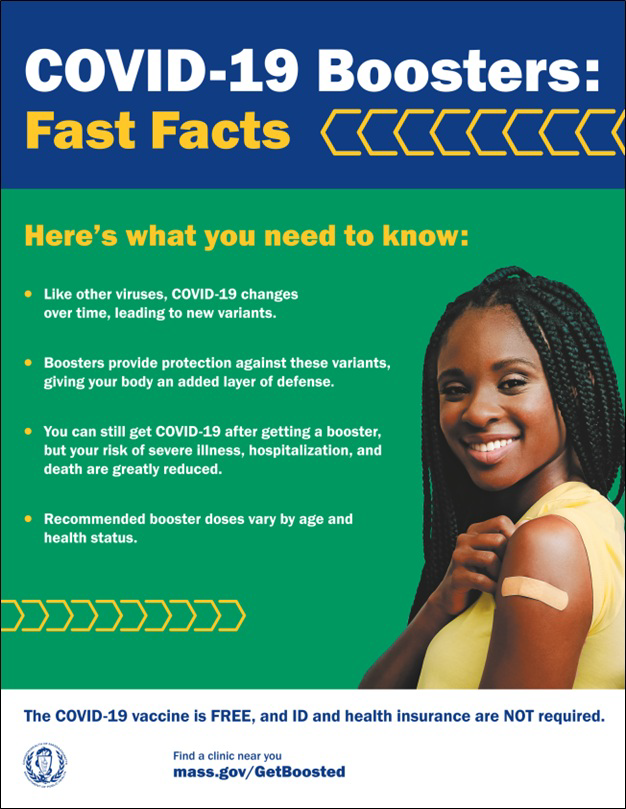 COVID-19 Boosters:
Fast Facts
Here’s what you need to know:
• Like other viruses, COVID-19 changes
over time, leading to new variants.
• Boosters provide protection against these variants,
giving your body an added layer of defense.
• You can still get COVID-19 after getting a booster,
but your risk of severe illness, hospitalization, and
death are greatly reduced.
• Recommended booster doses vary by age and
health status.
The COVID-19 vaccine is FREE, and ID and health insurance are NOT required.
Find a clinic near you
mass.gov/GetBoosted